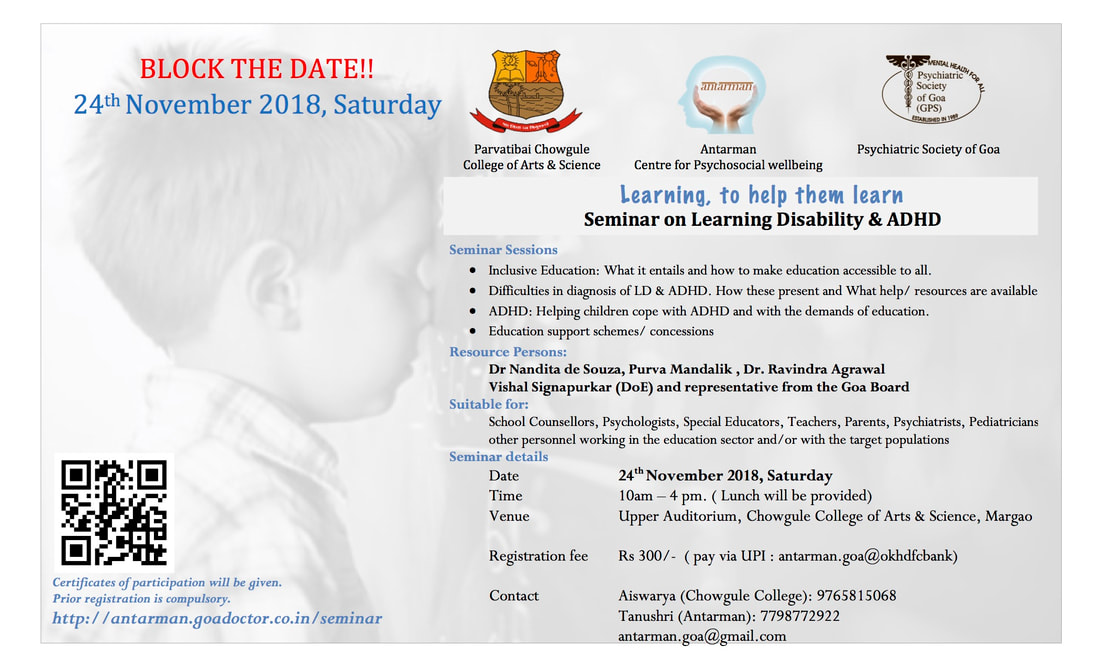 BLOCK THE DATE!!
24th November 2018, Saturday
Parvatibai Chowgule
College of Arts & Science
antarman
Antarman
Centre for Psychosocial wellbeing
MENTAL HEALTH FOR ALL
Psychiatric
Society
of Goa
(GPS)
ESTABLISHED IN 1989
Psychiatric Society of Goa
Learning, to help them learn
Seminar on Learning Disability & ADHD
Seminar Sessions
• Inclusive Education: What it entails and how to make education accessible to all.
• Difficulties in diagnosis of LD & ADHD. How these present and What help/ resources are available
• ADHD: Helping children cope with ADHD and with the demands of education.
• Education support schemes/ concessions
Resource Persons:
Dr Nandita de Souza, Purva Mandalik , Dr. Ravindra Agrawal
Vishal Signapurkar (DoE) and representative from the Goa Board
Suitable for:
School Counsellors, Psychologists, Special Educators, Teachers, Parents, Psychiatrists, Pediatricians
other personnel working in the education sector and/or with the target populations
Seminar details
Date 24th November 2018, Saturday
Time 10am – 4 pm. ( Lunch will be provided)
Venue Upper Auditorium, Chowgule College of Arts & Science, Margao
Registration fee Rs 300/- ( pay via UPI : antarman.goa@okhdfcbank)
Contact Aiswarya (Chowgule College): 9765815068
Tanushri (Antarman): 7798772922
antarman.goa@gmail.com
Certificates of participation will be given.
Prior registration is compulsory.
http://antarman.goadoctor.co.in/seminar